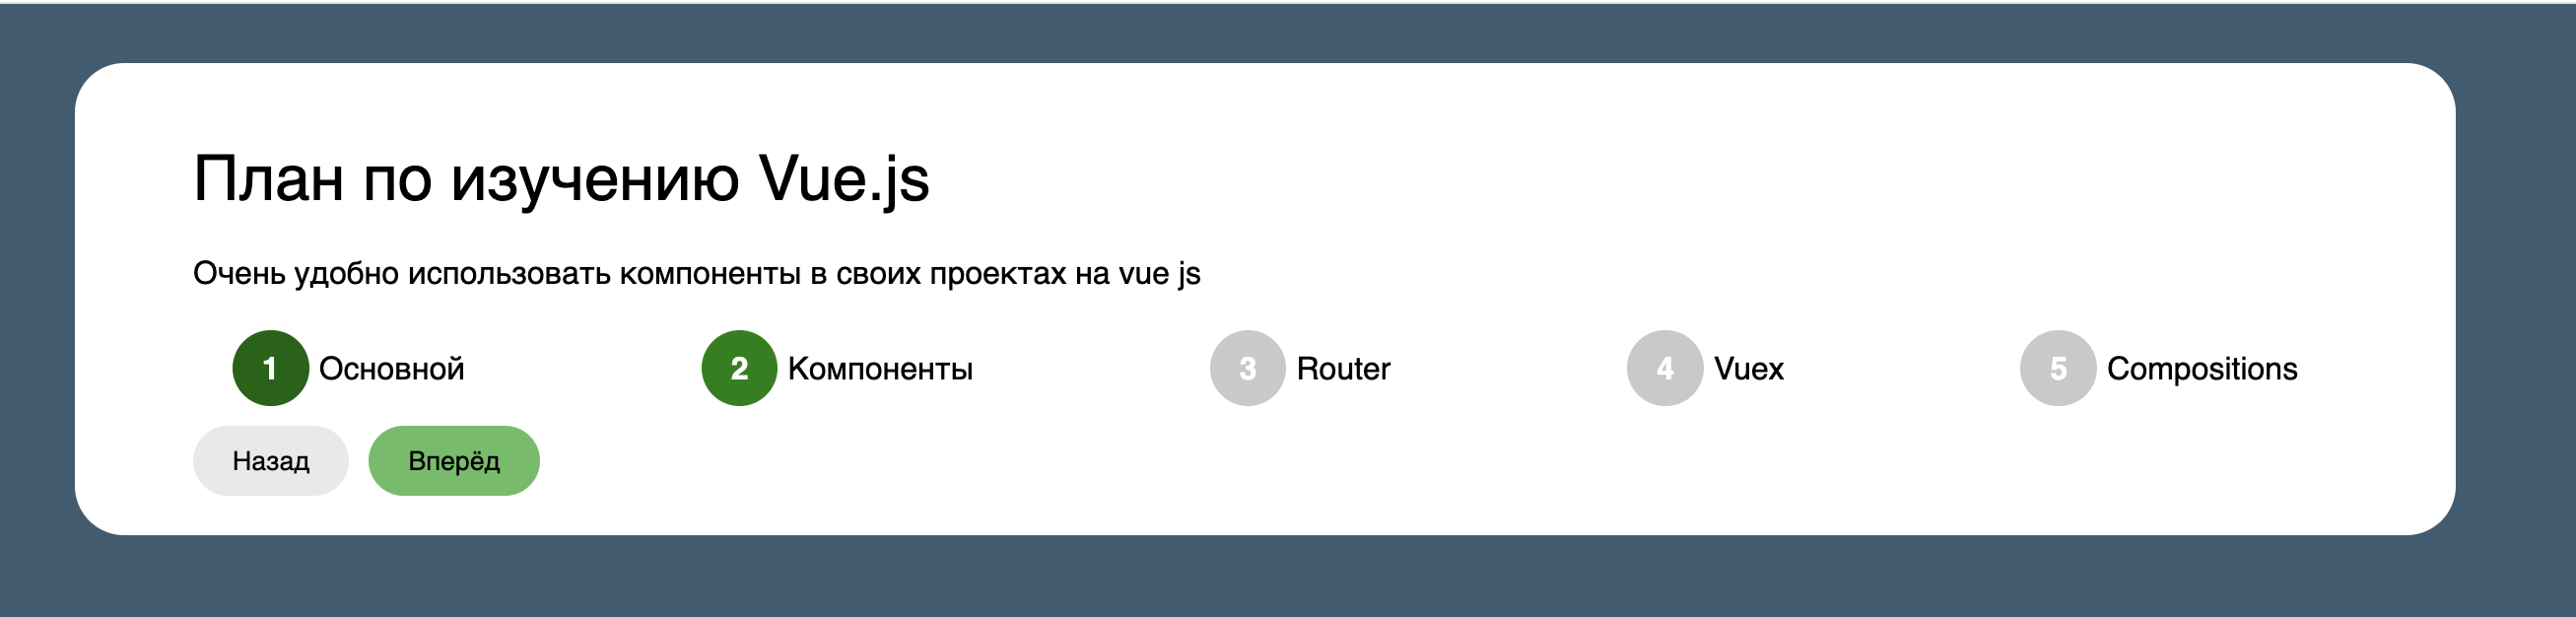 План по изучению Vue.js
Очень удобно использовать компоненты в своих проектах на vue js
1 Основной 2 Компоненты 3 Router 4 Vuex 5 Compositions
Назад Вперёд